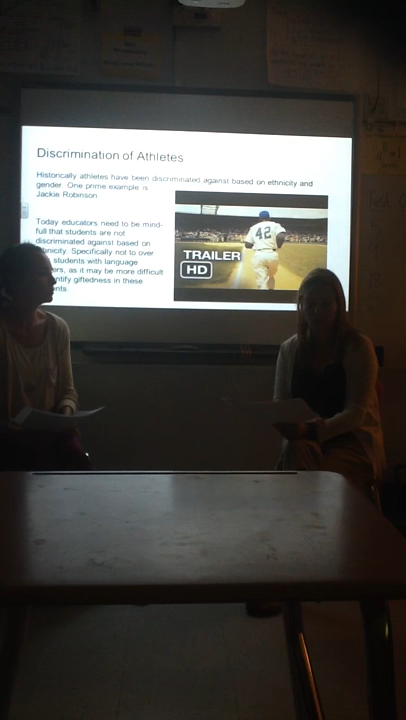 Discrimination of Athletes
Historically athletes have been discriminated against based on ethnicity and
gender. One prime example is
Jackie Robinson
Today educators need to be mind-
full that students are not
discriminated against based on
Specifically not to over
students with language
as it may be more difficult
giftedness in these
42
TRAILER
HD